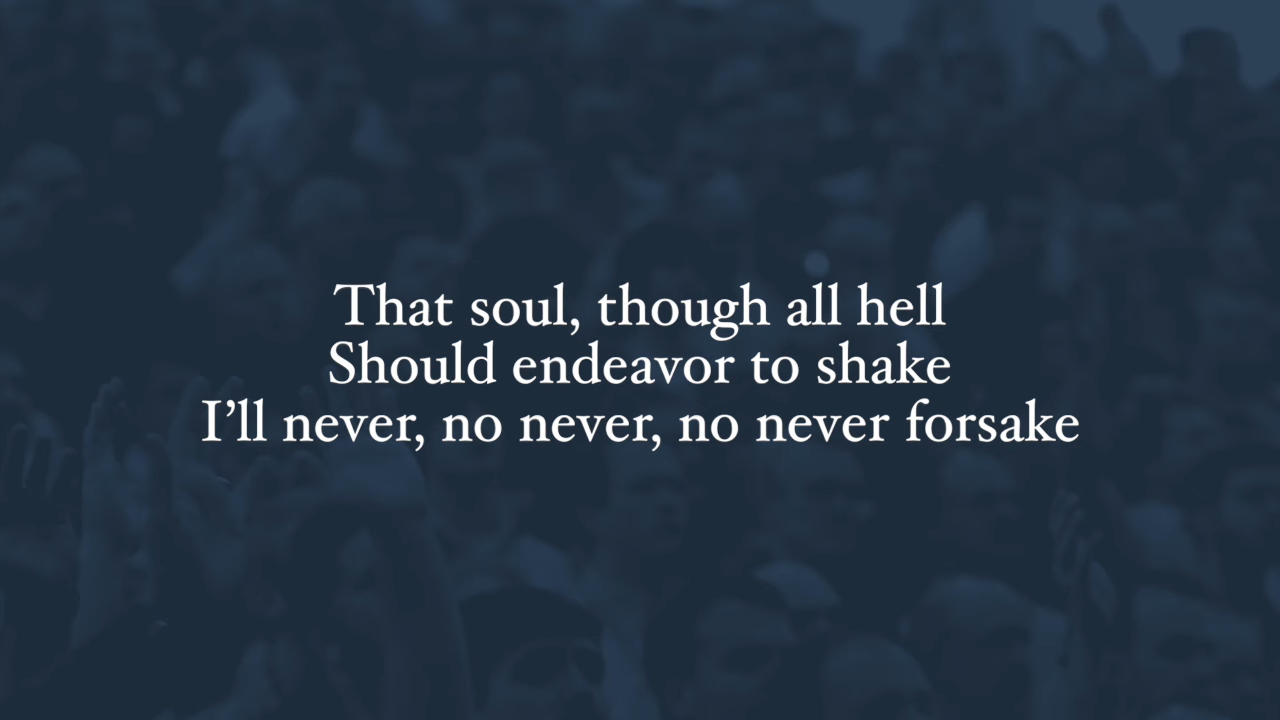 That soul, though all hell
Should endeavor to shake
I’ll never, no never, no never forsake